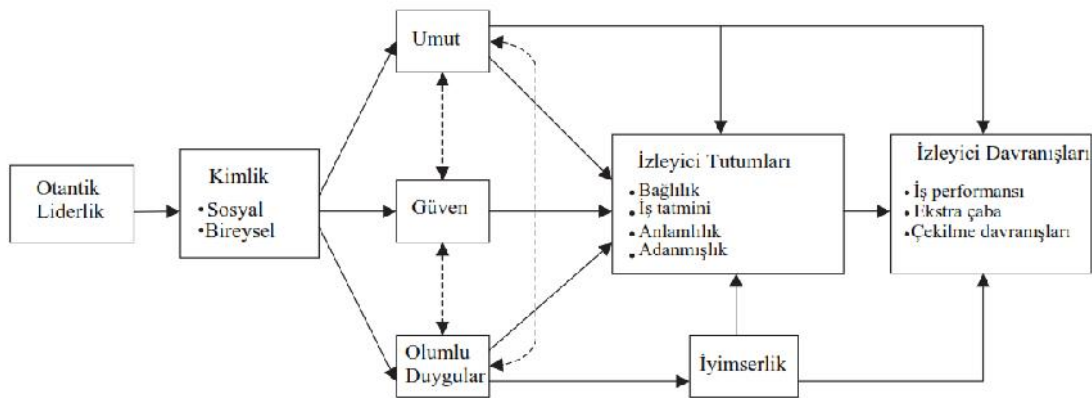 Otantik
Liderlik
Kimlik
• Sosyal
• Bireysel
Umut
Güven
Olumlu
Duygular
İzleyici Tutumları
• Bağlılık
• İş tatmini
• Anlamlılık
• Adanmışlık
İyimserlik
İzleyici Davranışları
• İş performansı
• Ekstra çaba
• Çekilme davranışları